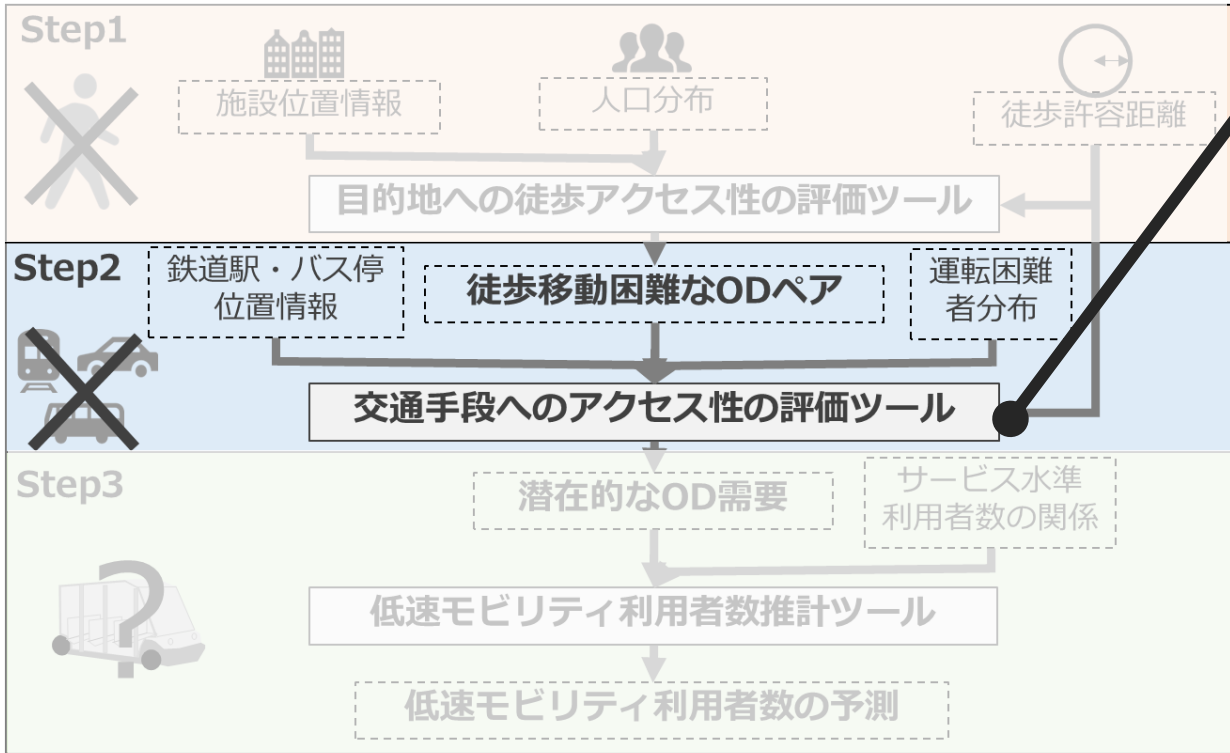 Step1
施設位置情報
人口分布
徒歩許容距離
目的地への徒歩アクセス性の評価ツール
Step2
鉄道駅・バス停
位置情報
徒歩移動困難なODペア
運転困難
者分布
交通手段へのアクセス性の評価ツール
Step3
潜在的なOD需要
サービス水準
利用者数の関係
?
低速モビリティ利用者数推計ツール
低速モビリティ利用者数の予測